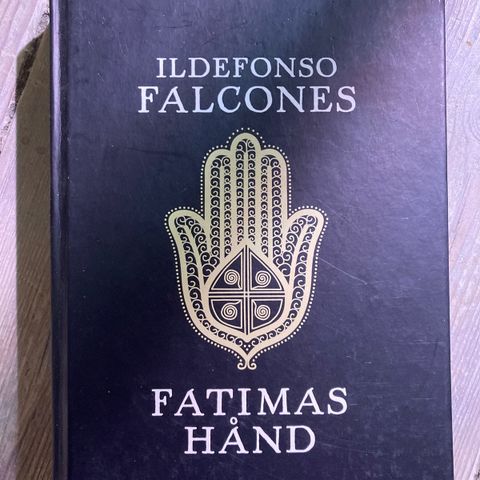 ILDEFONSO
FALCONES
FATIMAS
HÅND